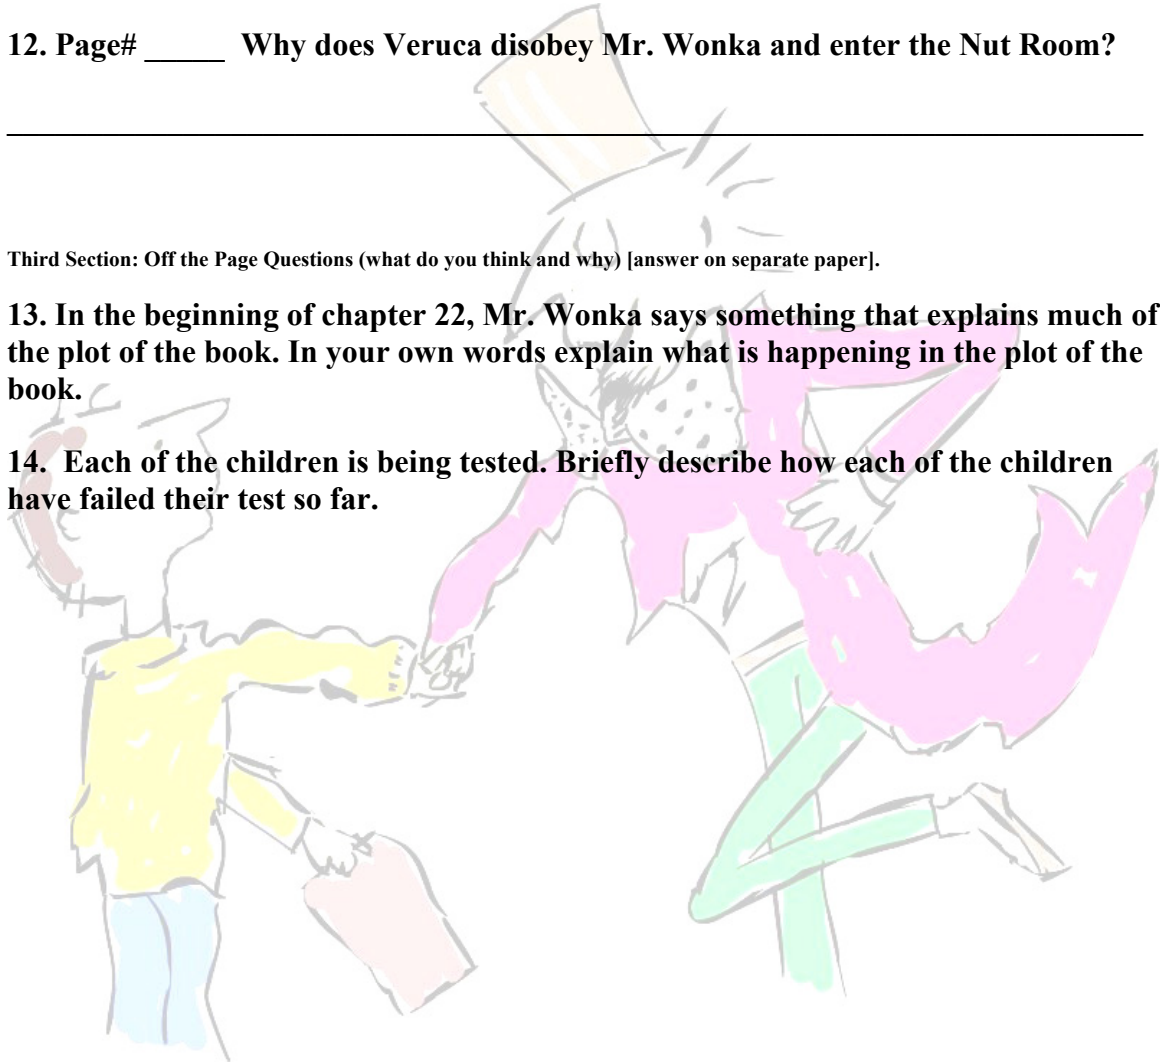 12. Page# _____ Why does Veruca disobey Mr. Wonka and enter the Nut Room?
Third Section: Off the Page Questions (what do you think and why) [answer on separate paper].
13. In the beginning of chapter 22, Mr. Wonka says something that explains much of
the plot of the book. In your own words explain what is happening in the plot of the
book.
14. Each of the children is being tested. Briefly describe how each of the children
have failed their test so far.